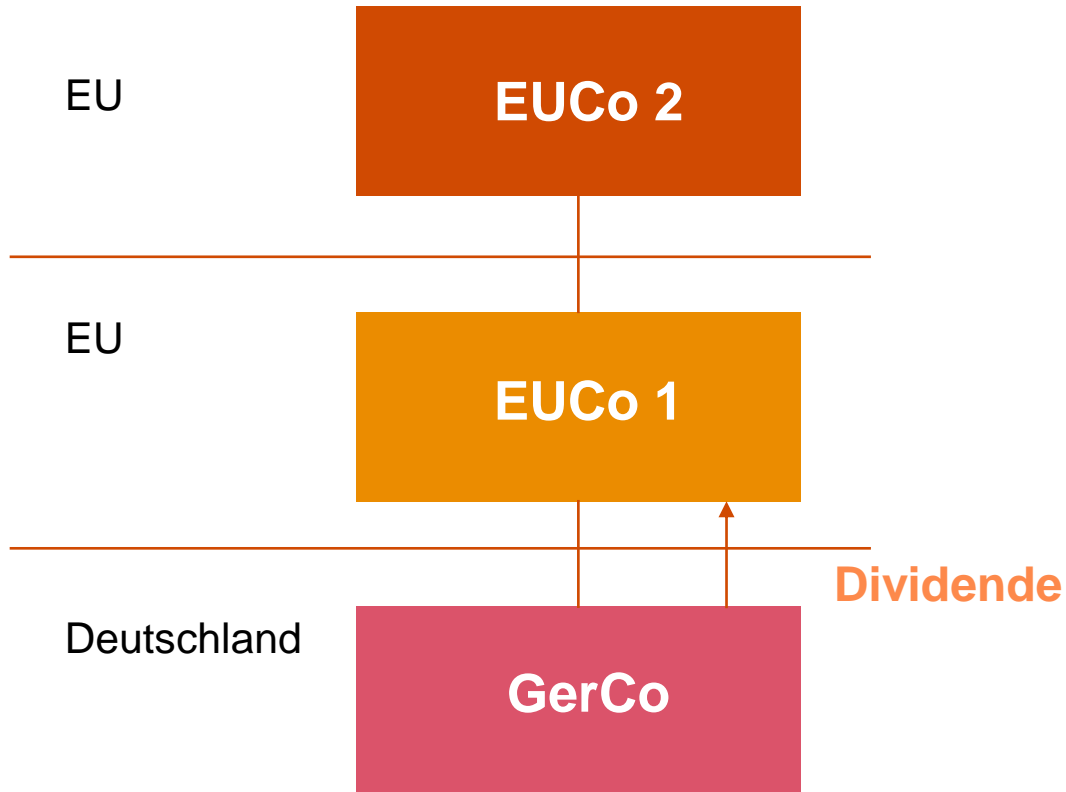 EU
EUCo 2
EU
EUCo 1
Dividende
Deutschland
GerCo